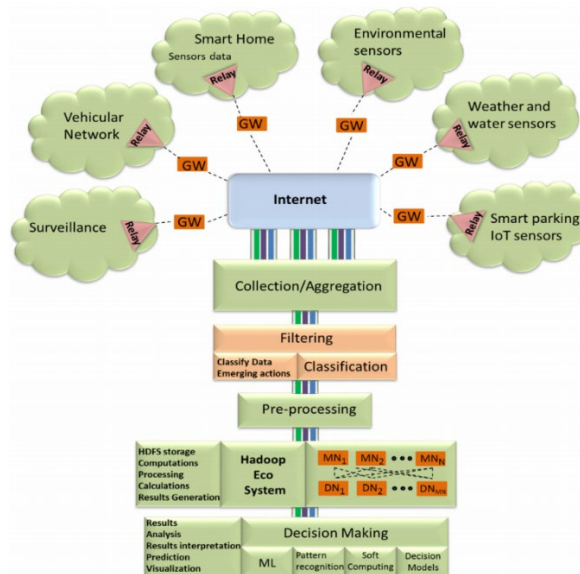 Smart Home
Sensors data
Relay
GW
Environmental
sensors
Relay
GW
Vehicular
Network
Relay
GW
Weather and
water sensors
Relay
GW
Surveillance
Relay
GW
Internet
Smart parking
IoT sensors
Relay
GW
Collection/Aggregation
Filtering
Classify Data
Emerging actions
Classification
Pre-processing
HDFS storage
Computations
Processing
Calculations
Results Generation
Hadoop
Eco
System
MN1 MN2 ••• MNN
DN1 DN2 ••• DNMN
Results
Analysis
Results interpretation
Prediction
Visualization
Decision Making
ML
Pattern
recognition
Soft
Computing
Decision
Models